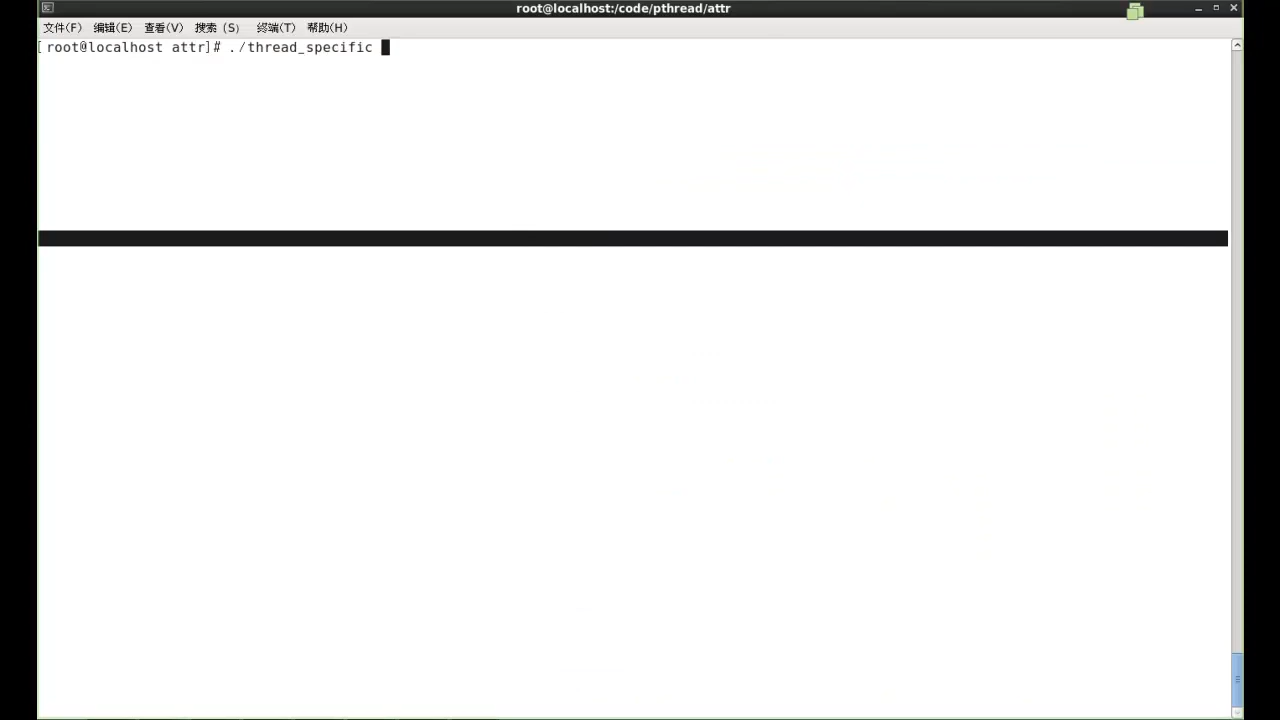 root@localhost:/code/pthread/attr
文件(F) 编辑(E) 查看(V) 搜索 (S) 终端(T) 帮助(H)
[root@localhost attr]# ./thread_specific